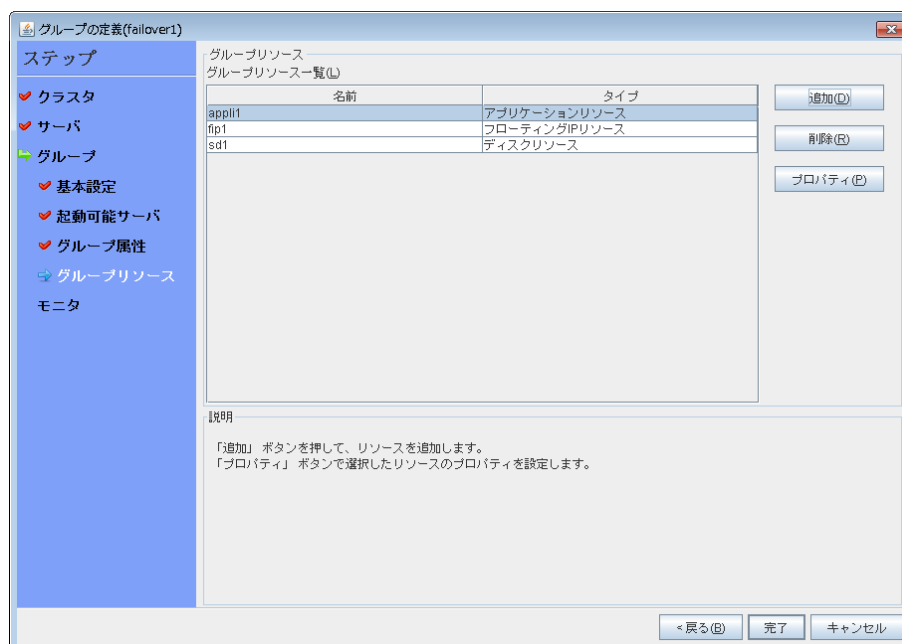 グループの定義(failover1)
ステップ
クラスタ
サーバ
グループ
基本設定
起動可能サーバ
グループ属性
グループリソース
モニタ
グループリソース
グループリソース一覧(L)
名前 タイプ
appli1 アプリケーションリソース
fip1 フローティングIPリソース
sd1 ディスクリソース
追加(D)
削除(R)
プロパティ(P)
説明
「追加」 ボタンを押して、リソースを追加します。
「プロパティ」 ボタンで選択したリソースのプロパティを設定します。
<戻る(B) 完了 キャンセル